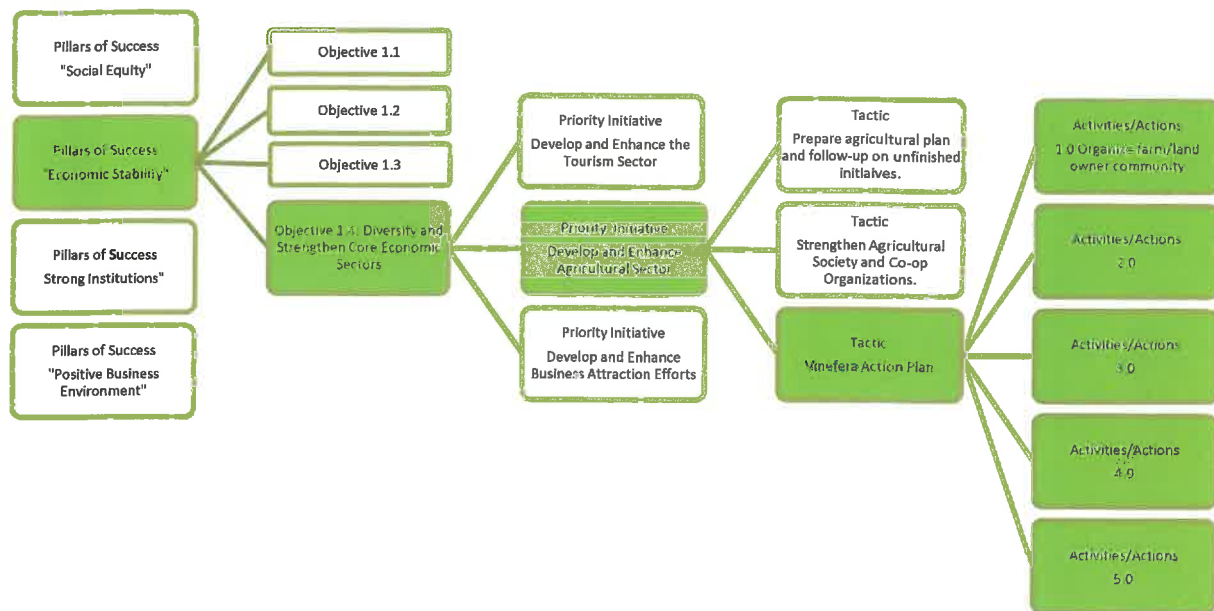 Pillars of Success
"Social Equity"
Pillars of Success
"Economic Stability"
Pillars of Success
Strong Institutions"
Pillars of Success
"Positive Business
Environment"
Objective 1.1
Objective 1.2
Objective 1.3
Objective 1.4: Diversity and
Strengthen Core Economic
Sectors
Priority Initiative
Develop and Enhance the
Tourism Sector
Priority Initiative
Develop and Enhance
Agricultural Sector
Priority Initiative
Develop and Enhance
Business Attraction Efforts
Tactic
Prepare agricultural plan
and follow-up on unfinished
initiaives.
Tactic
Strengthen Agricultural
Society and Co-op
Organizations.
Tactic
Vinefera Action Plan
Activities/Actions
1.0 Organize farm/land
owner community
Activities/Actions
2.0
Activities/Actions
3.0
Activities/Actions
4.0
Activities/Actions
5.0